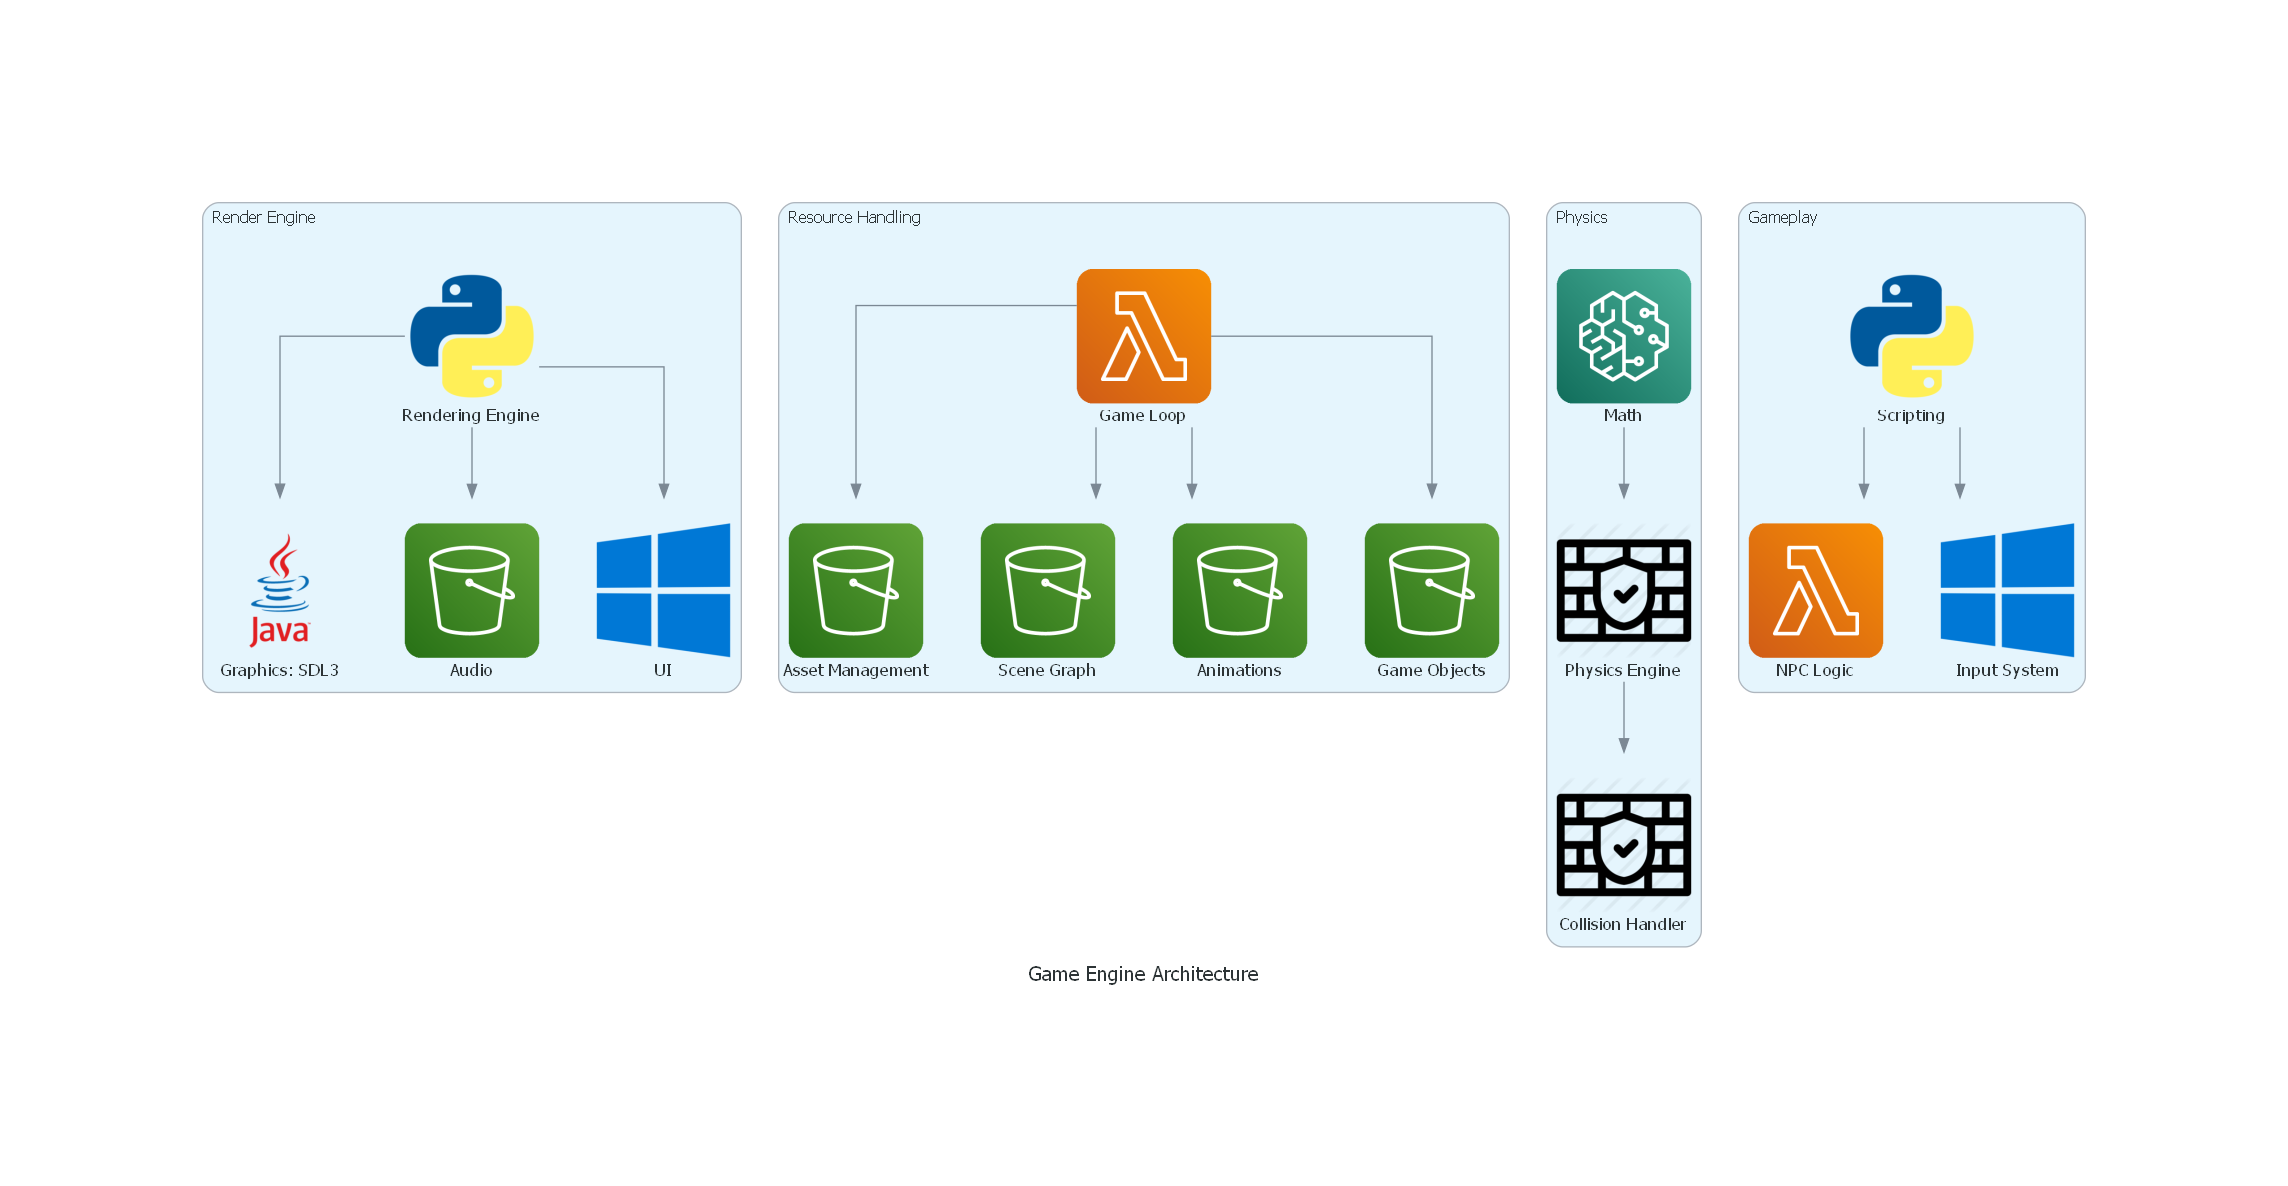 Render Engine
Resource Handling
Physics
Gameplay
Rendering Engine
Game Loop
Math
Scripting
Java
Graphics: SDL3
Audio
UI
Asset Management
Scene Graph
Animations
Game Objects
Physics Engine
NPC Logic
Input System
Collision Handler
Game Engine Architecture